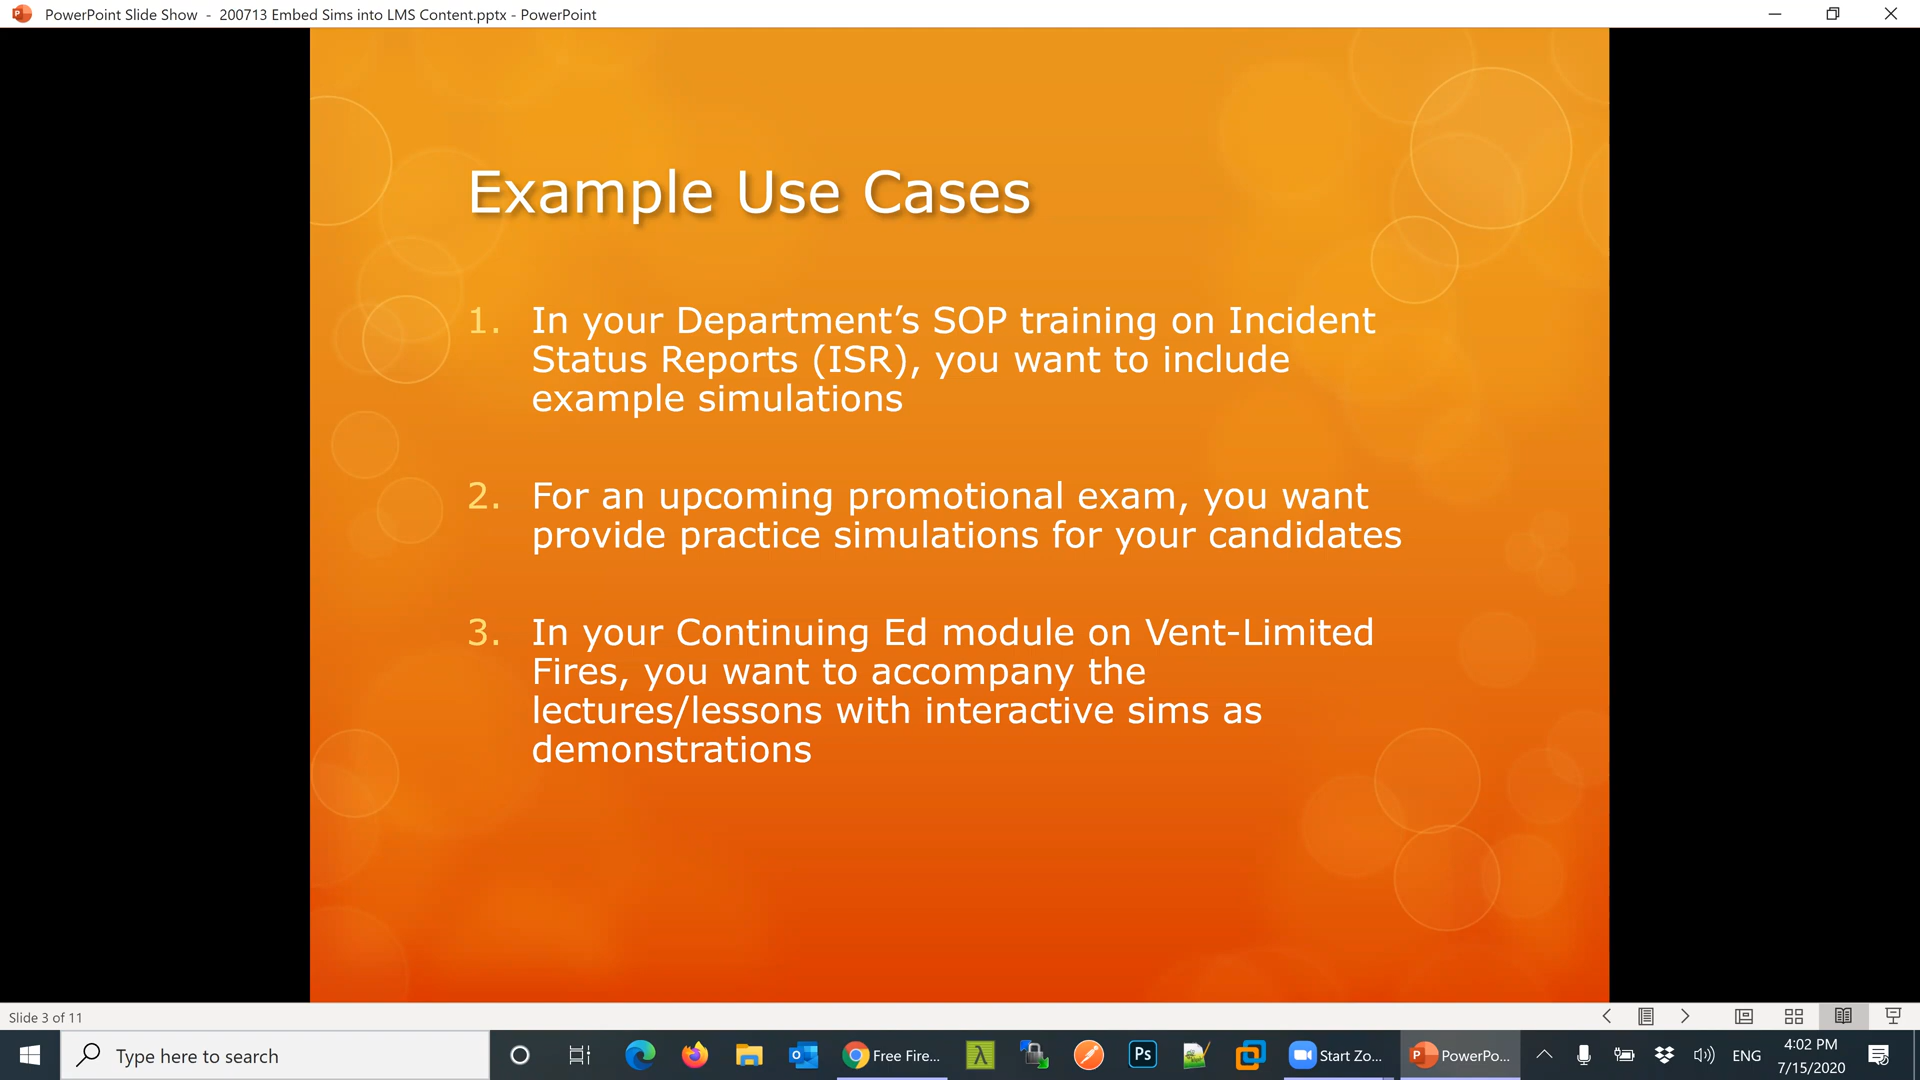 PowerPoint Slide Show - 200713 Embed Sims into LMS Content.pptx - PowerPoint
Example Use Cases
1. In your Department’s SOP training on Incident
Status Reports (ISR), you want to include
example simulations
2. For an upcoming promotional exam, you want
provide practice simulations for your candidates
3. In your Continuing Ed module on Vent-Limited
Fires, you want to accompany the
lectures/lessons with interactive sims as
demonstrations
Slide 3 of 11
Type here to search
Free Fire...
λ
Ps
Start Zo...
PowerPo...
ENG
4:02 PM
7/15/2020